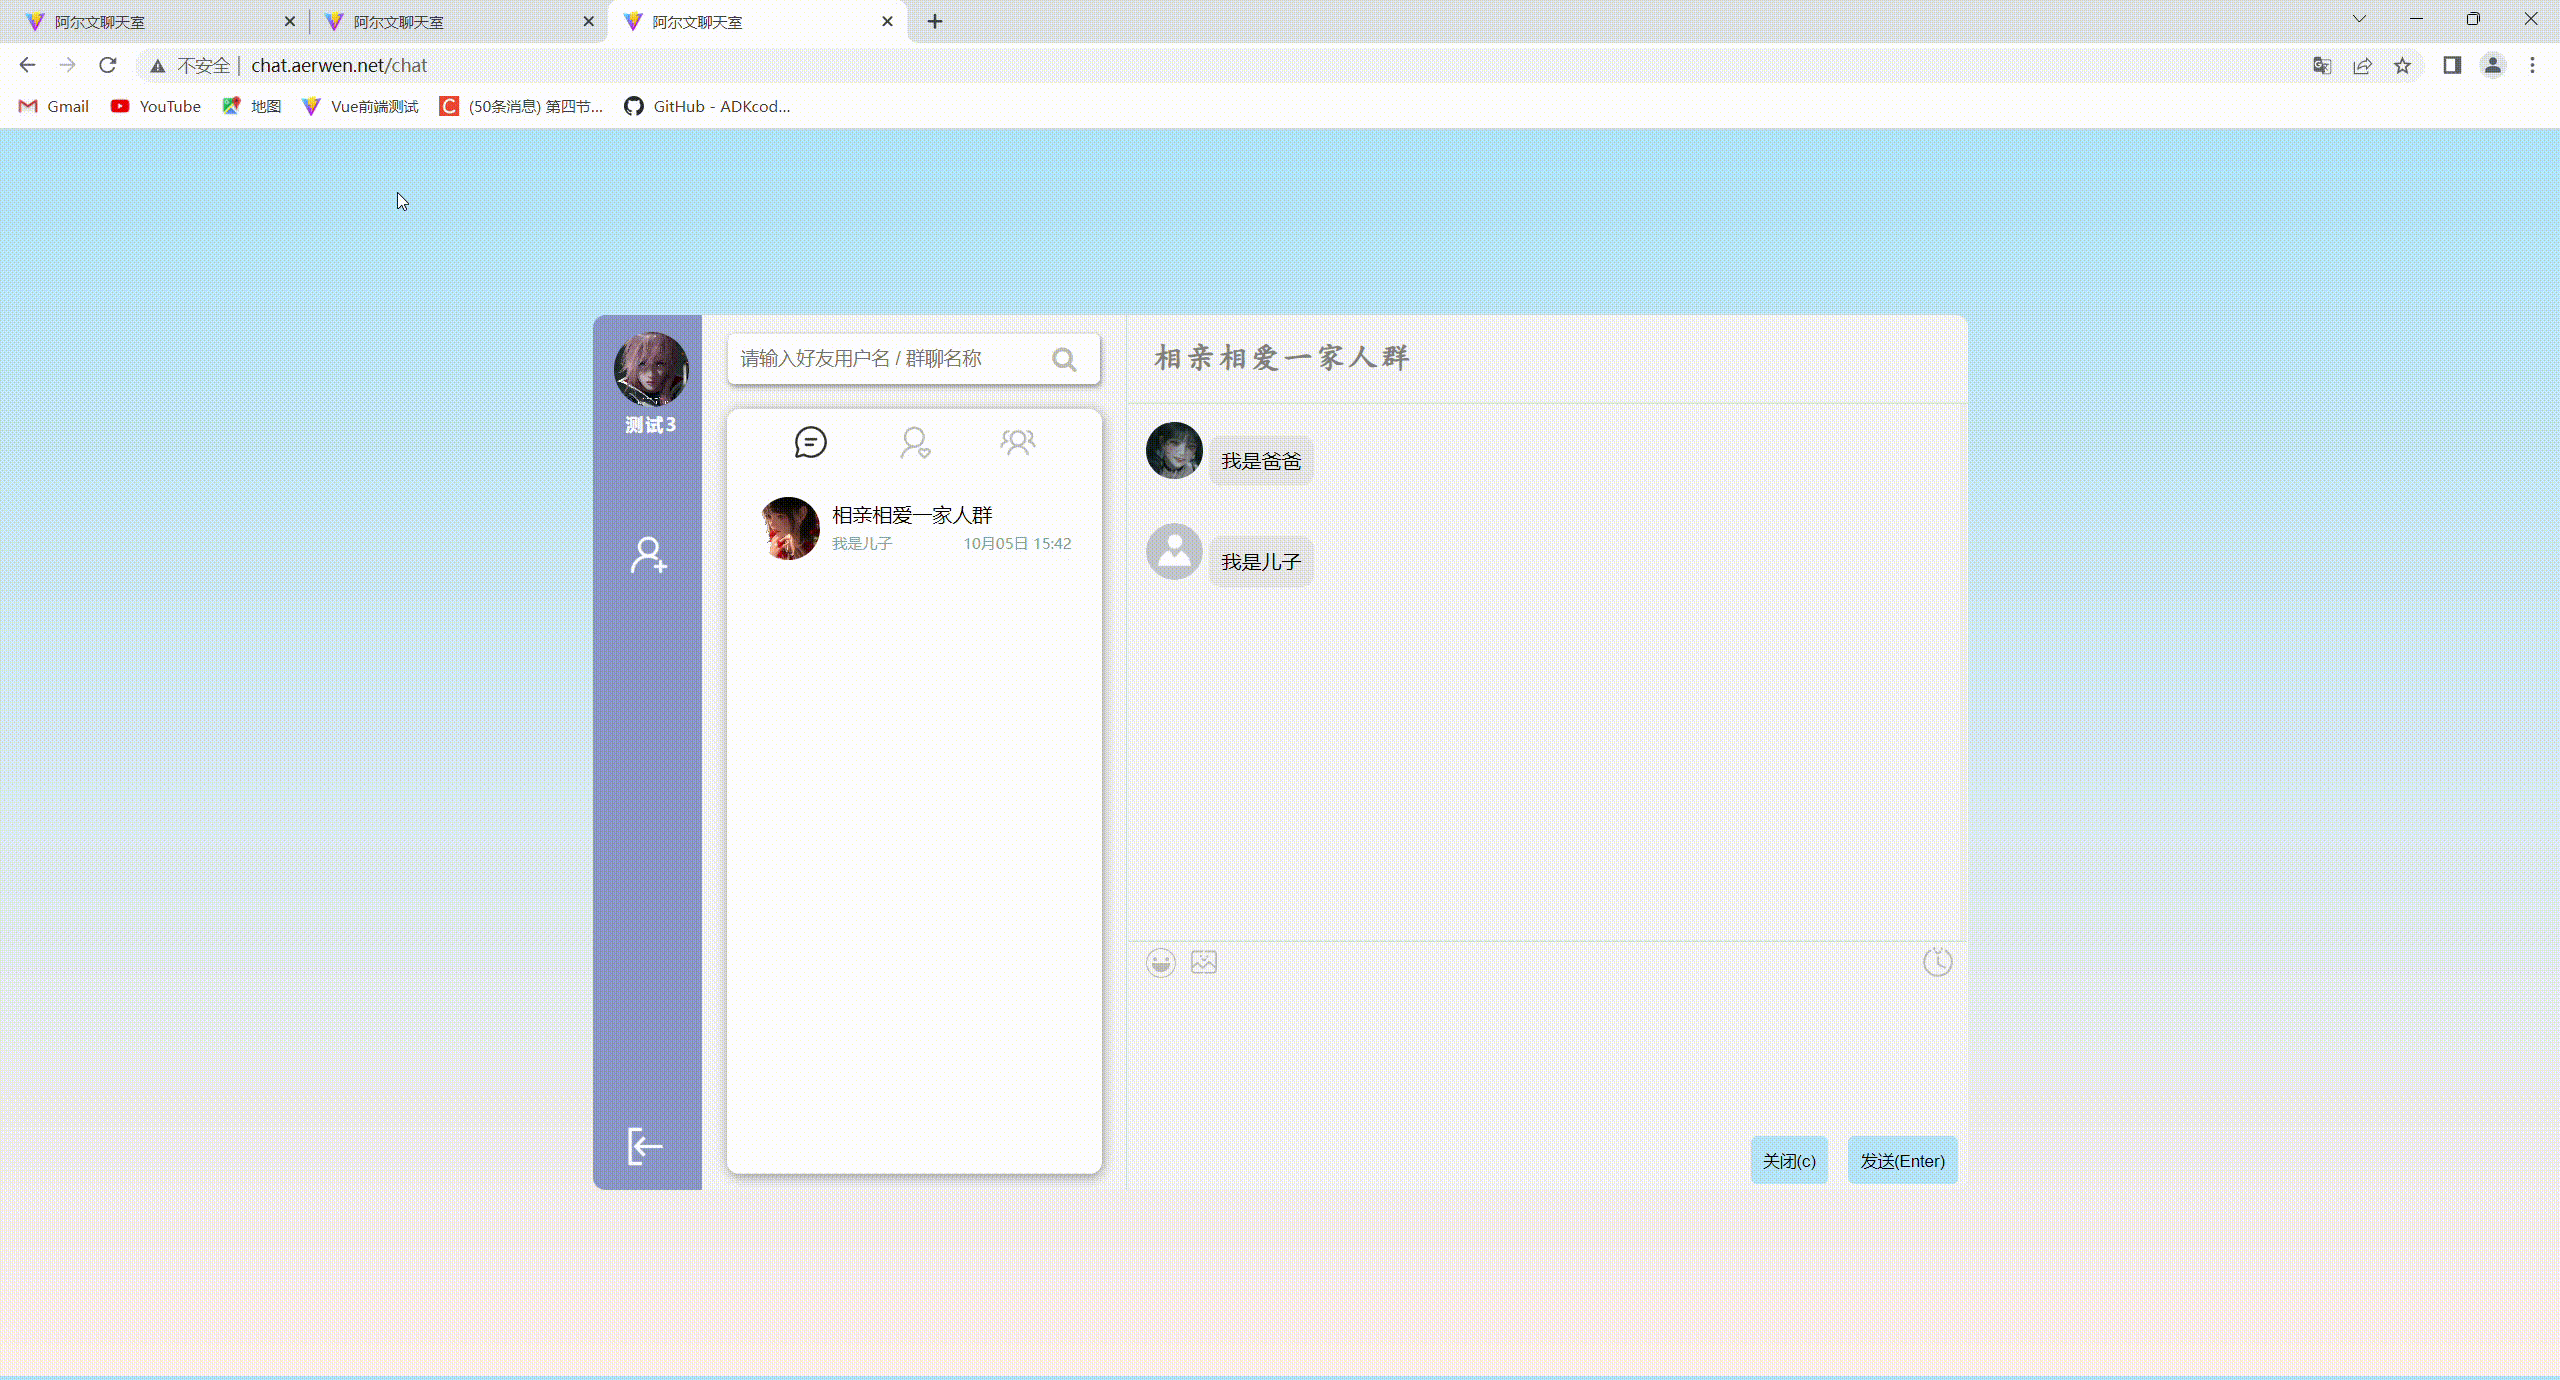 阿尔文聊天室
阿尔文聊天室
阿尔文聊天室
不安全 | chat.aerwen.net/chat
Gmail
YouTube
地图
Vue前端测试
(50条消息) 第四节...
GitHub - ADKcod...
测试3
请输入好友用户名 / 群聊名称
相亲相爱一家人群
我是儿子
10月05日 15:42
相亲相爱一家人群
我是爸爸
我是儿子
关闭(c)
发送(Enter)